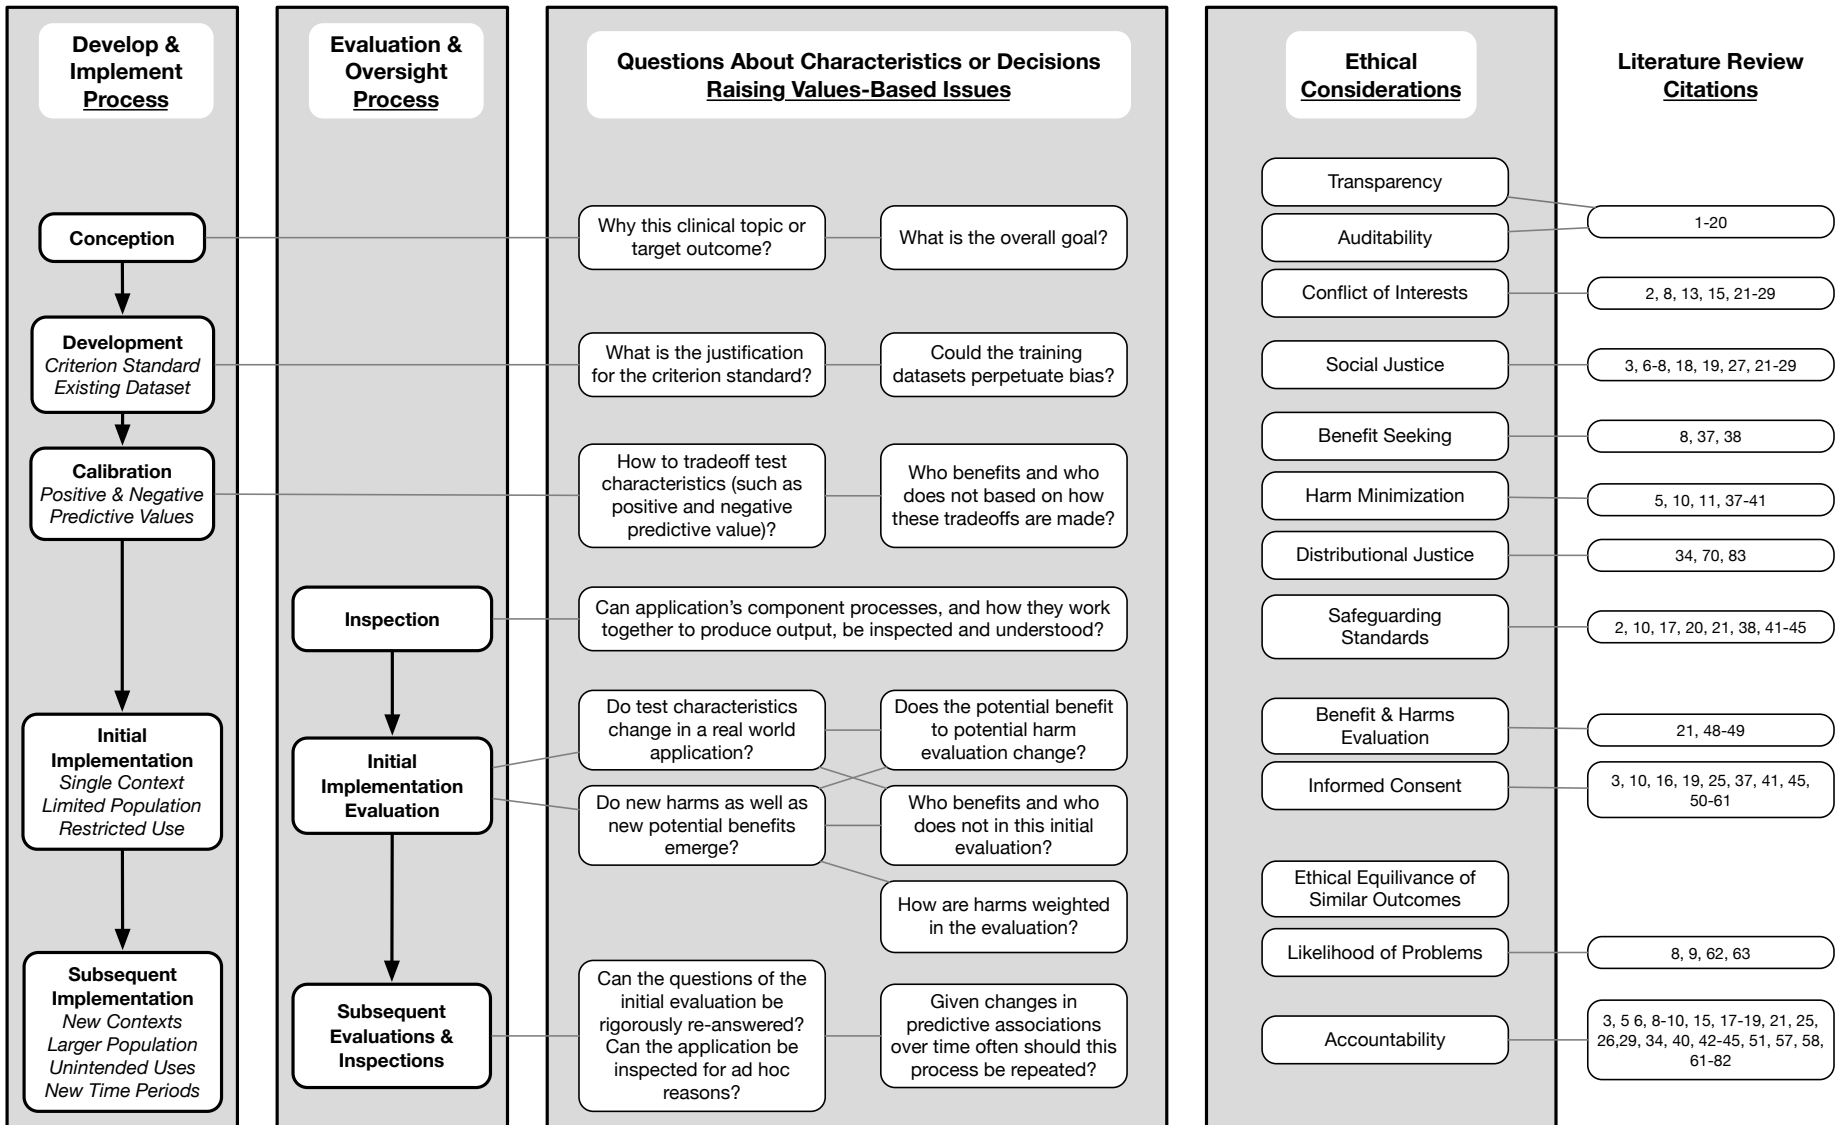 Develop &
Implement
Process
Evaluation &
Oversight
Process
Questions About Characteristics or Decisions
Raising Values-Based Issues
Ethical
Considerations
Literature Review
Citations
Conception
Development
Criterion Standard
Existing Dataset
Calibration
Positive & Negative
Predictive Values
Initial
Implementation
Single Context
Limited Population
Restricted Use
Subsequent
Implementation
New Contexts
Larger Population
Unintended Uses
New Time Periods
Inspection
Initial
Implementation
Evaluation
Subsequent
Evaluations &
Inspections
Why this clinical topic or
target outcome?
What is the overall goal?
What is the justification
for the criterion standard?
Could the training
datasets perpetuate bias?
How to tradeoff test
characteristics (such as
positive and negative
predictive value)?
Who benefits and who
does not based on how
these tradeoffs are made?
Can application's component processes, and how they work
together to produce output, be inspected and understood?
Do test characteristics
change in a real world
application?
Does the potential benefit
to potential harm
evaluation change?
Do new harms as well as
new potential benefits
emerge?
Who benefits and who
does not in this initial
evaluation?
How are harms weighted
in the evaluation?
Can the questions of the
initial evaluation be
rigorously re-answered?
Can the application be
inspected for ad hoc
reasons?
Given changes in
predictive associations
over time often should this
process be repeated?
Transparency
Auditability
1-20
Conflict of Interests
2, 8, 13, 15, 21-29
Social Justice
3, 6-8, 18, 19, 27, 21-29
Benefit Seeking
8, 37, 38
Harm Minimization
5, 10, 11, 37-41
Distributional Justice
34, 70, 83
Safeguarding
Standards
2, 10, 17, 20, 21, 38, 41-45
Benefit & Harms
Evaluation
21, 48-49
Informed Consent
3, 10, 16, 19, 25, 37, 41, 45,
50-61
Ethical Equilivance of
Similar Outcomes
Likelihood of Problems
8, 9, 62, 63
Accountability
3, 5 6, 8-10, 15, 17-19, 21, 25,
26,29, 34, 40, 42-45, 51, 57, 58,
61-82